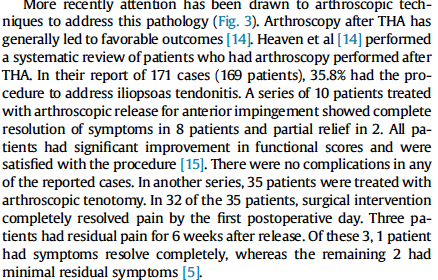 More recently attention has been drawn to arthroscopic tech-
niques to address this pathology (Fig. 3). Arthroscopy after THA has
generally led to favorable outcomes [14]. Heaven et al [14] performed
a systematic review of patients who had arthroscopy performed after
THA. In their report of 171 cases (169 patients), 35.8% had the pro-
cedure to address iliopsoas tendonitis. A series of 10 patients treated
with arthroscopic release for anterior impingement showed complete
resolution of symptoms in 8 patients and partial relief in 2. All pa-
tients had significant improvement in functional scores and were
satisfied with the procedure [15]. There were no complications in any
of the reported cases. In another series, 35 patients were treated with
arthroscopic tenotomy. In 32 of the 35 patients, surgical intervention
completely resolved pain by the first postoperative day. Three pa-
tients had residual pain for 6 weeks after release. Of these 3, 1 patient
had symptoms resolve completely, whereas the remaining 2 had
minimal residual symptoms [5].